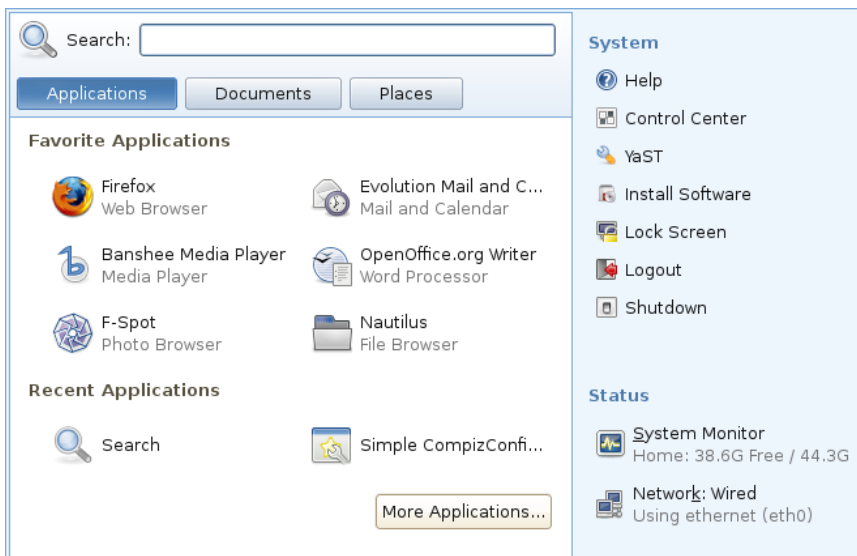 Search:
Applications
Documents
Places
Favorite Applications
Firefox
Web Browser
Evolution Mail and C...
Mail and Calendar
Banshee Media Player
Media Player
OpenOffice.org Writer
Word Processor
F-Spot
Photo Browser
Nautilus
File Browser
Recent Applications
Search
Simple CompizConfi...
More Applications...
System
Help
Control Center
YaST
Install Software
Lock Screen
Logout
Shutdown
Status
System Monitor
Home: 38.6G Free / 44.3G
Network: Wired
Using ethernet (eth0)